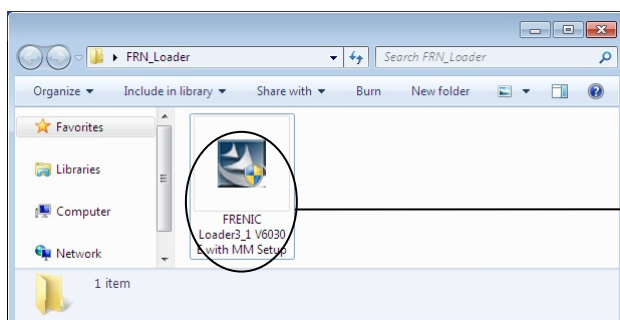 FRN_Loader
Search FRN_Loader
Organize Include in library Share with Burn New folder
Favorites
Libraries
Computer
Network
FRENIC
Loader3_1 V6030
E with MM Setup
1 item